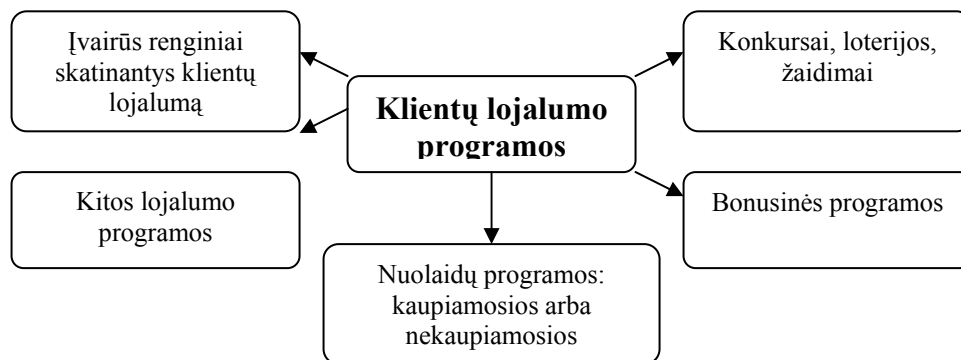 Įvairūs renginiai
skatinantys klientų
lojalumą
Konkursai, loterijos,
žaidimai
Klientų lojalumo
programos
Kitos lojalumo
programos
Bonusinės programos
Nuolaidų programos:
kaupiamosios arba
nekaupiamosios